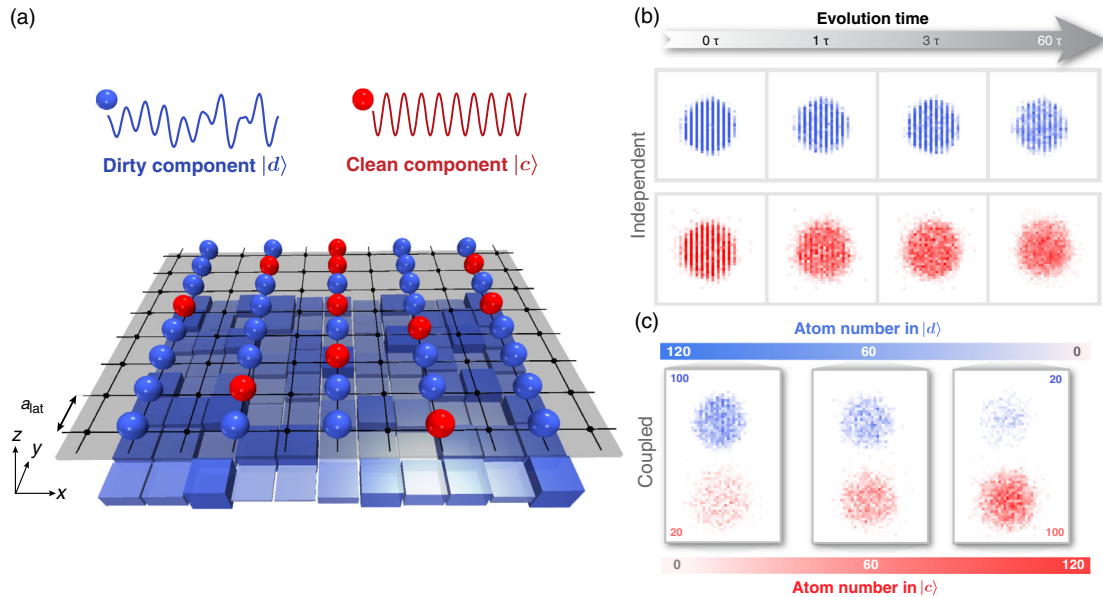 (a)
Dirty component |d⟩
Clean component |c⟩
a_lat
z
y
x
(b)
Evolution time
0 τ 1 τ 3 τ 60 τ
Independent
(c)
Atom number in |d⟩
120 60 0
Coupled
100 20
20 100
0 60 120
Atom number in |c⟩